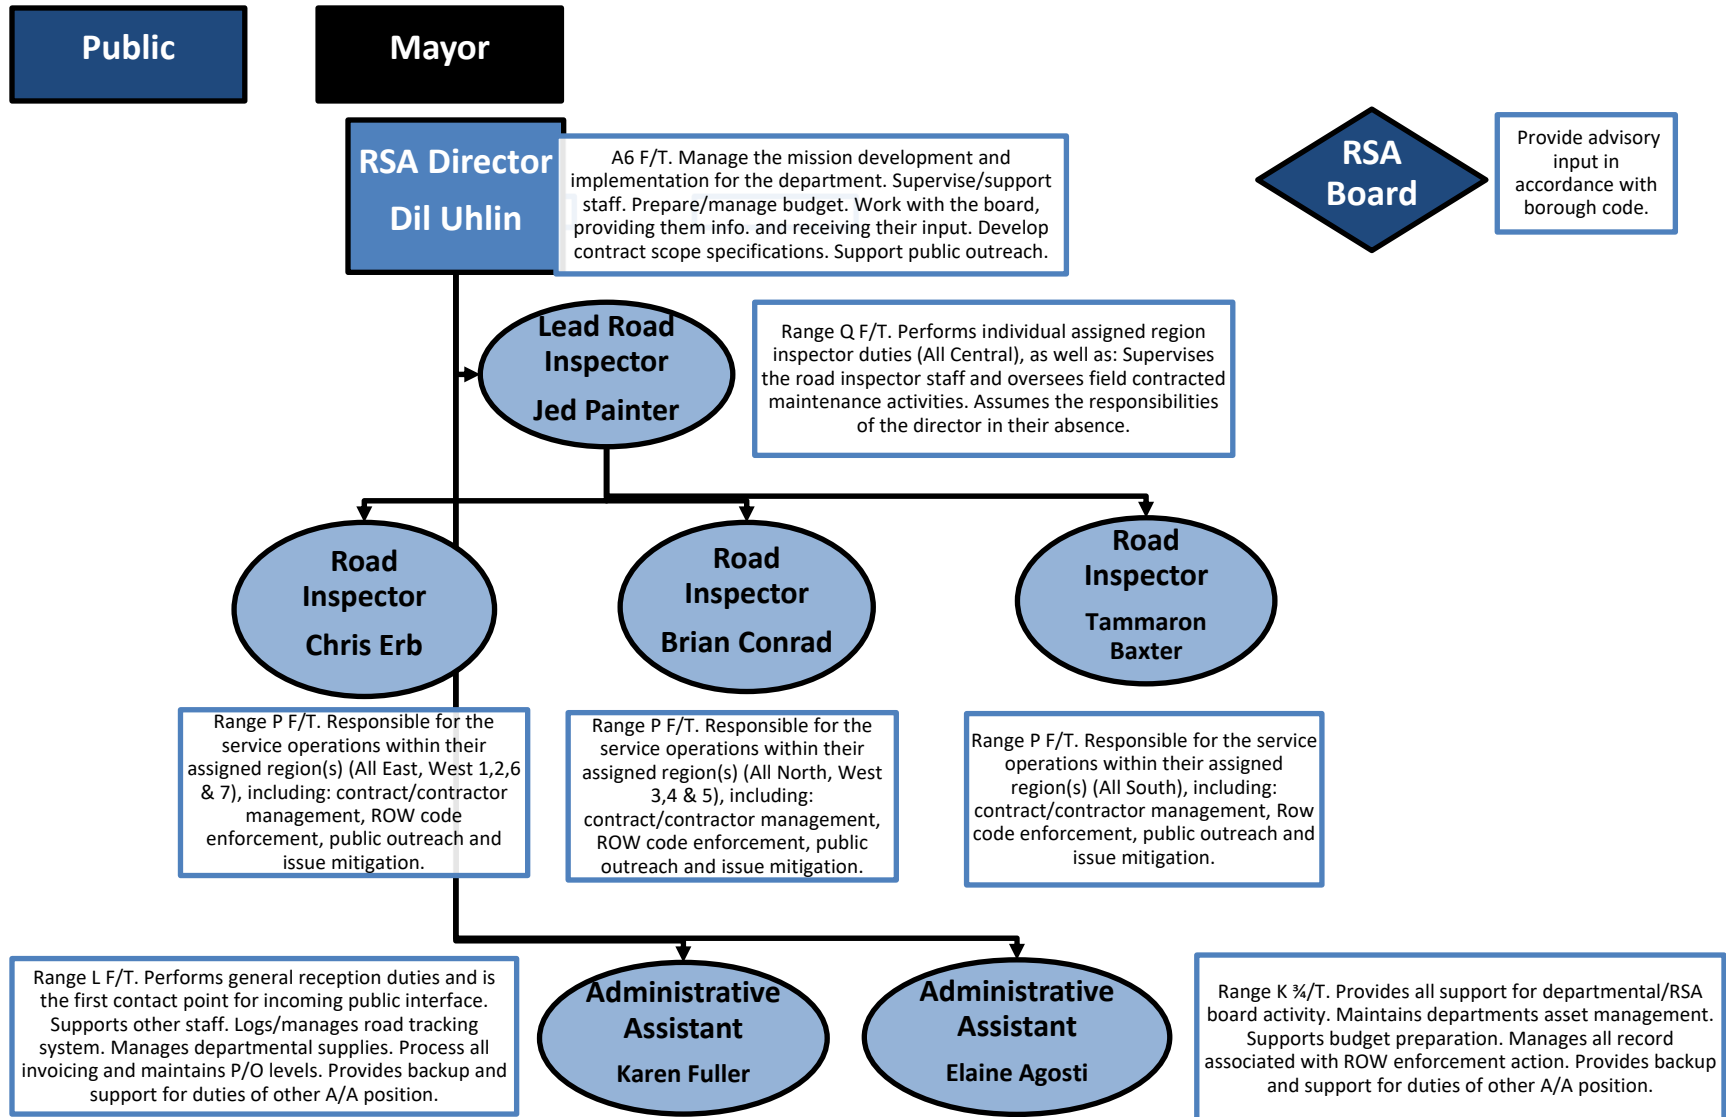 Public
Mayor
RSA Director
Dil Uhlin
A6 F/T. Manage the mission development and
implementation for the department. Supervise/support
staff. Prepare/manage budget. Work with the board,
providing them info. and receiving their input. Develop
contract scope specifications. Support public outreach.
RSA
Board
Provide advisory
input in
accordance with
borough code.
Lead Road
Inspector
Jed Painter
Range Q F/T. Performs individual assigned region
inspector duties (All Central), as well as: Supervises
the road inspector staff and oversees field contracted
maintenance activities. Assumes the responsibilities
of the director in their absence.
Road
Inspector
Chris Erb
Road
Inspector
Brian Conrad
Road
Inspector
Tammaron
Baxter
Range P F/T. Responsible for the
service operations within their
assigned region(s) (All East, West 1,2,6
& 7), including: contract/contractor
management, ROW code
enforcement, public outreach and
issue mitigation.
Range P F/T. Responsible for the
service operations within their
assigned region(s) (All North, West
3,4 & 5), including:
contract/contractor management,
ROW code enforcement, public
outreach and issue mitigation.
Range P F/T. Responsible for the service
operations within their assigned
region(s) (All South), including:
contract/contractor management, Row
code enforcement, public outreach and
issue mitigation.
Range L F/T. Performs general reception duties and is
the first contact point for incoming public interface.
Supports other staff. Logs/manages road tracking
system. Manages departmental supplies. Process all
invoicing and maintains P/O levels. Provides backup and
support for duties of other A/A position.
Administrative
Assistant
Karen Fuller
Administrative
Assistant
Elaine Agosti
Range K ¾/T. Provides all support for departmental/RSA
board activity. Maintains departments asset management.
Supports budget preparation. Manages all record
associated with ROW enforcement action. Provides backup
and support for duties of other A/A position.